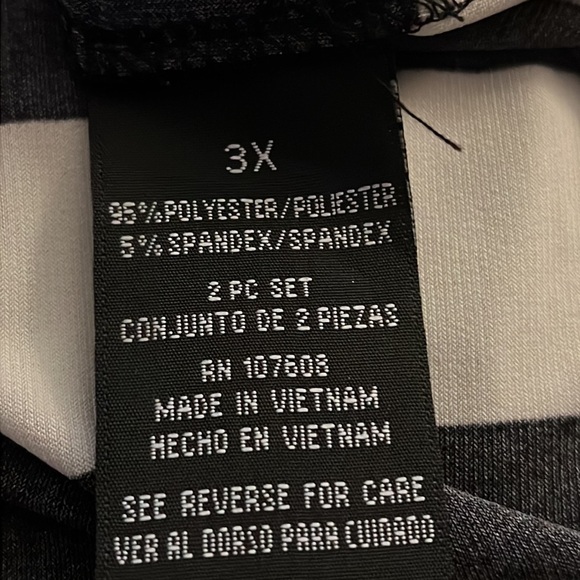 3X
95% POLYESTER/POLIESTER
5% SPANDEX/SPANDEX
2 PC SET
CONJUNTO DE 2 PIEZAS
RN 107608
MADE IN VIETNAM
HECHO EN VIETNAM
SEE REVERSE FOR CARE
VER AL DORSO PARA CUIDADO